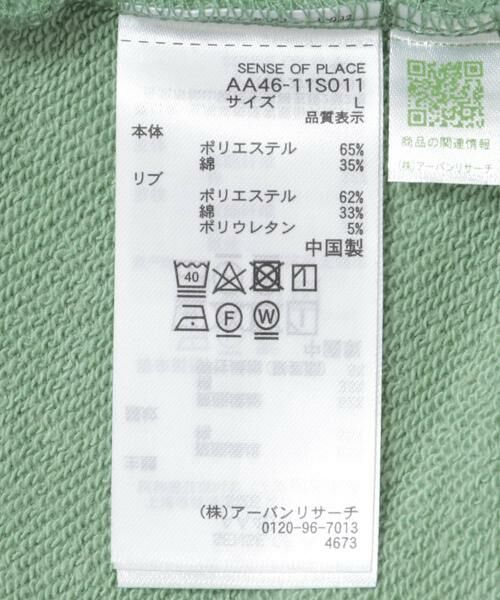 SENSE OF PLACE
AA46-11S011
サイズ L
品質表示
本体
ポリエステル 65%
綿 35%
リブ
ポリエステル 62%
綿 33%
ポリウレタン 5%
中国製
40
F W
(株)アーバンリサーチ
0120-96-7013
4673
商品の関連情報
(株)アーバンリサーチ